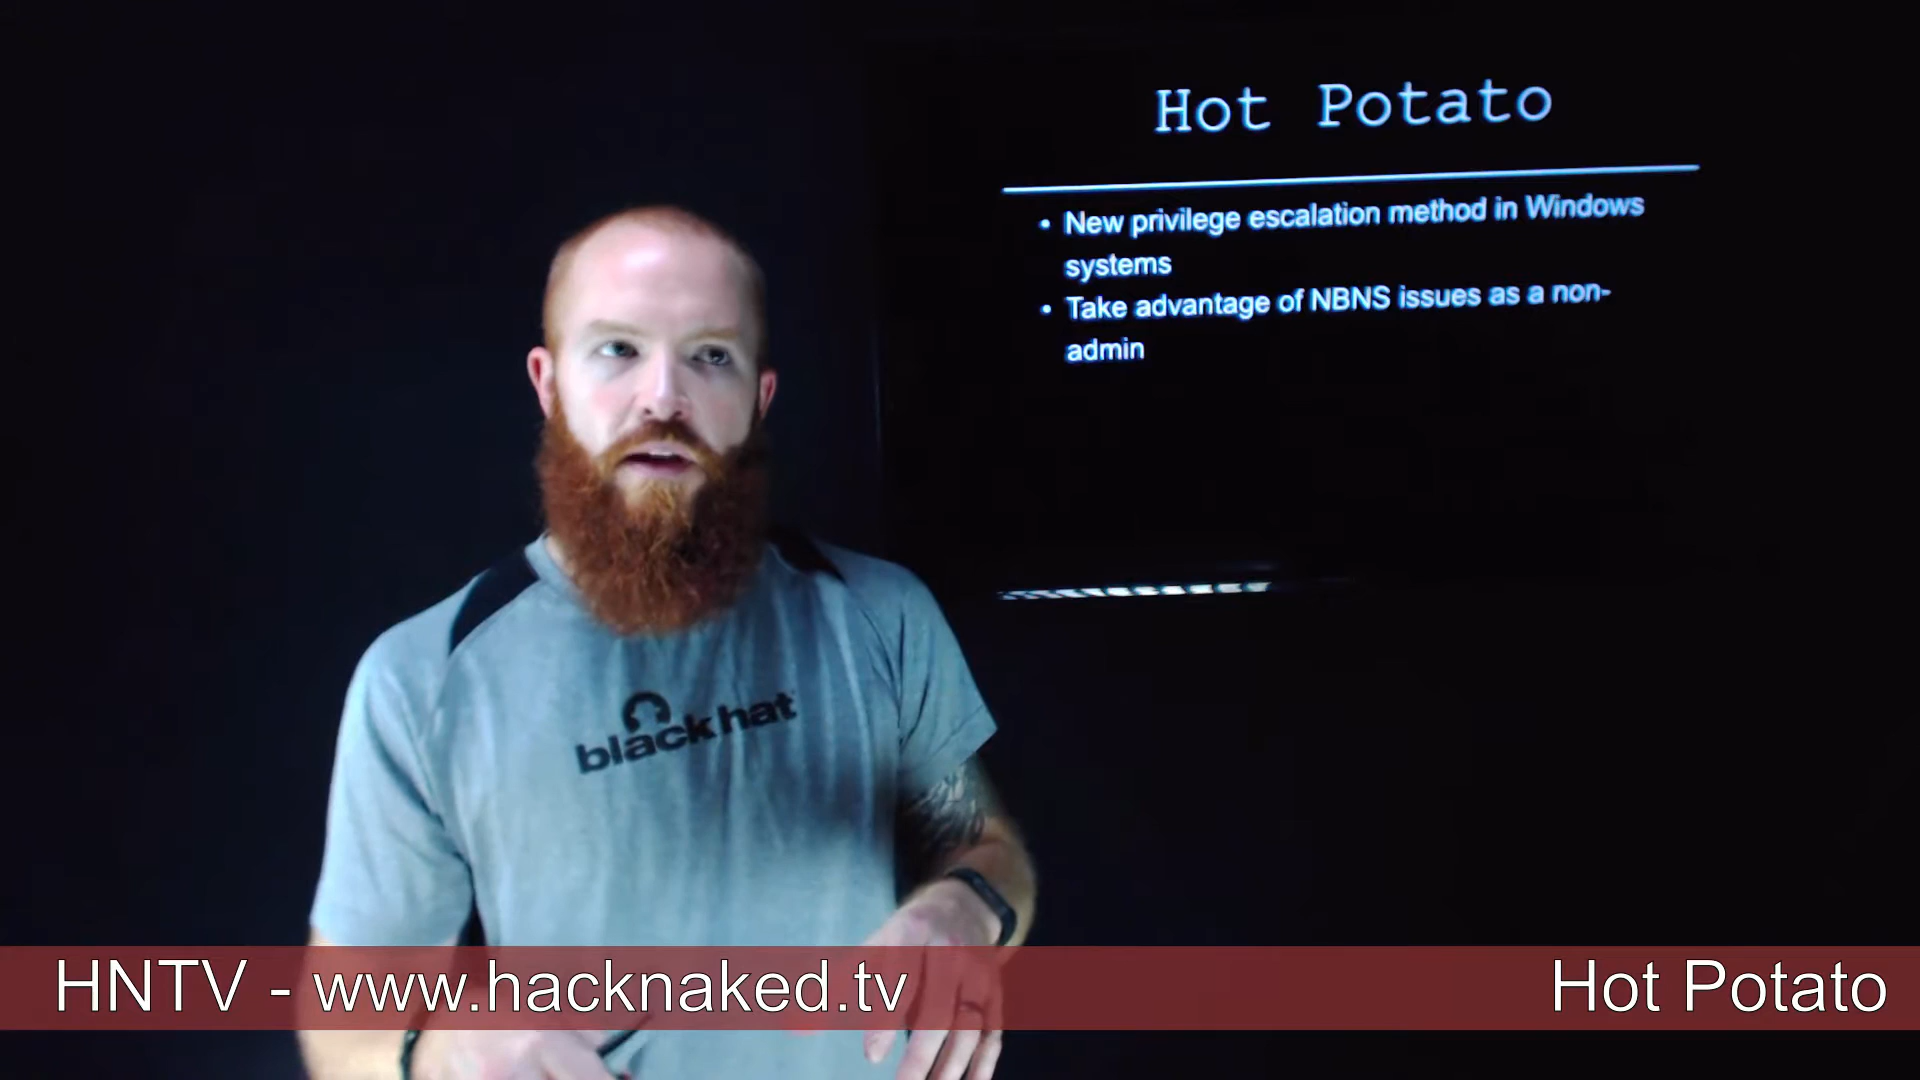 Hot Potato
• New privilege escalation method in Windows
systems
• Take advantage of NBNS issues as a non-
admin
black hat
HNTV - www.hacknaked.tv
Hot Potato